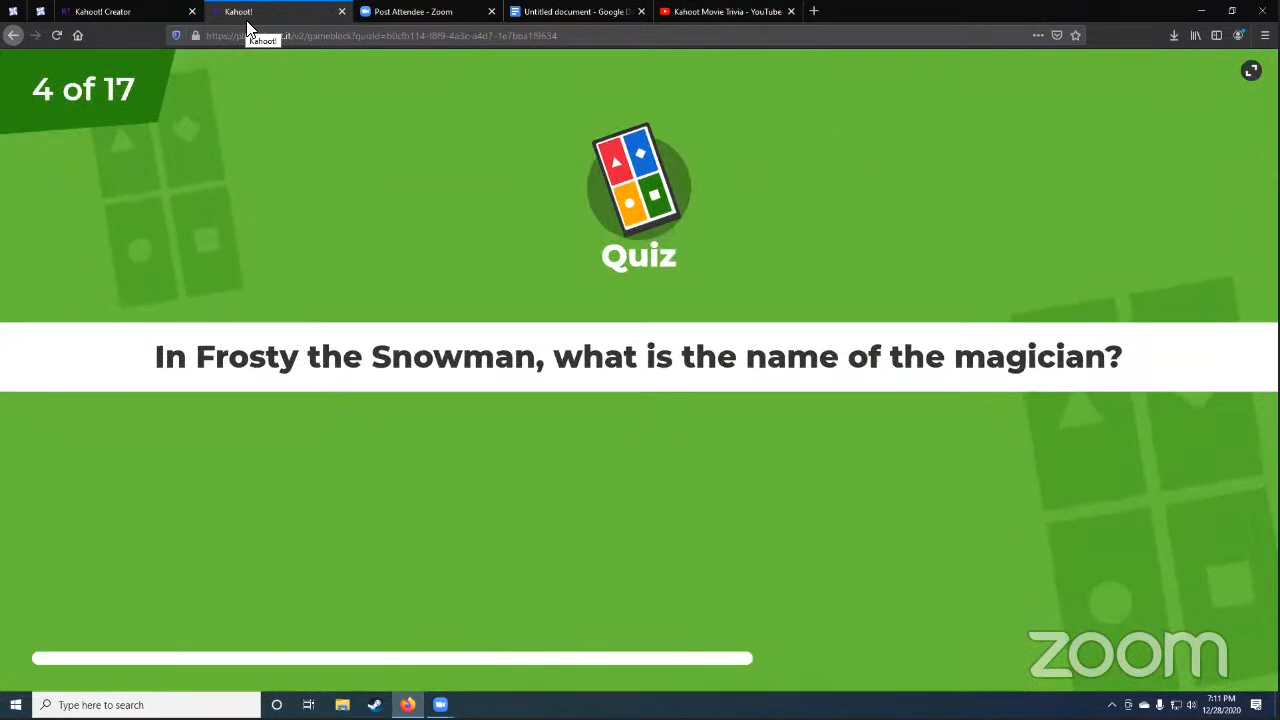 Kahoot! Creator
Kahoot!
Post Attendee - Zoom
Untitled document - Google D
Kahoot Movie Trivia - YouTube
Kahoot!
4 of 17
Quiz
In Frosty the Snowman, what is the name of the magician?
zoom
Type here to search
7:11 PM
12/28/2020